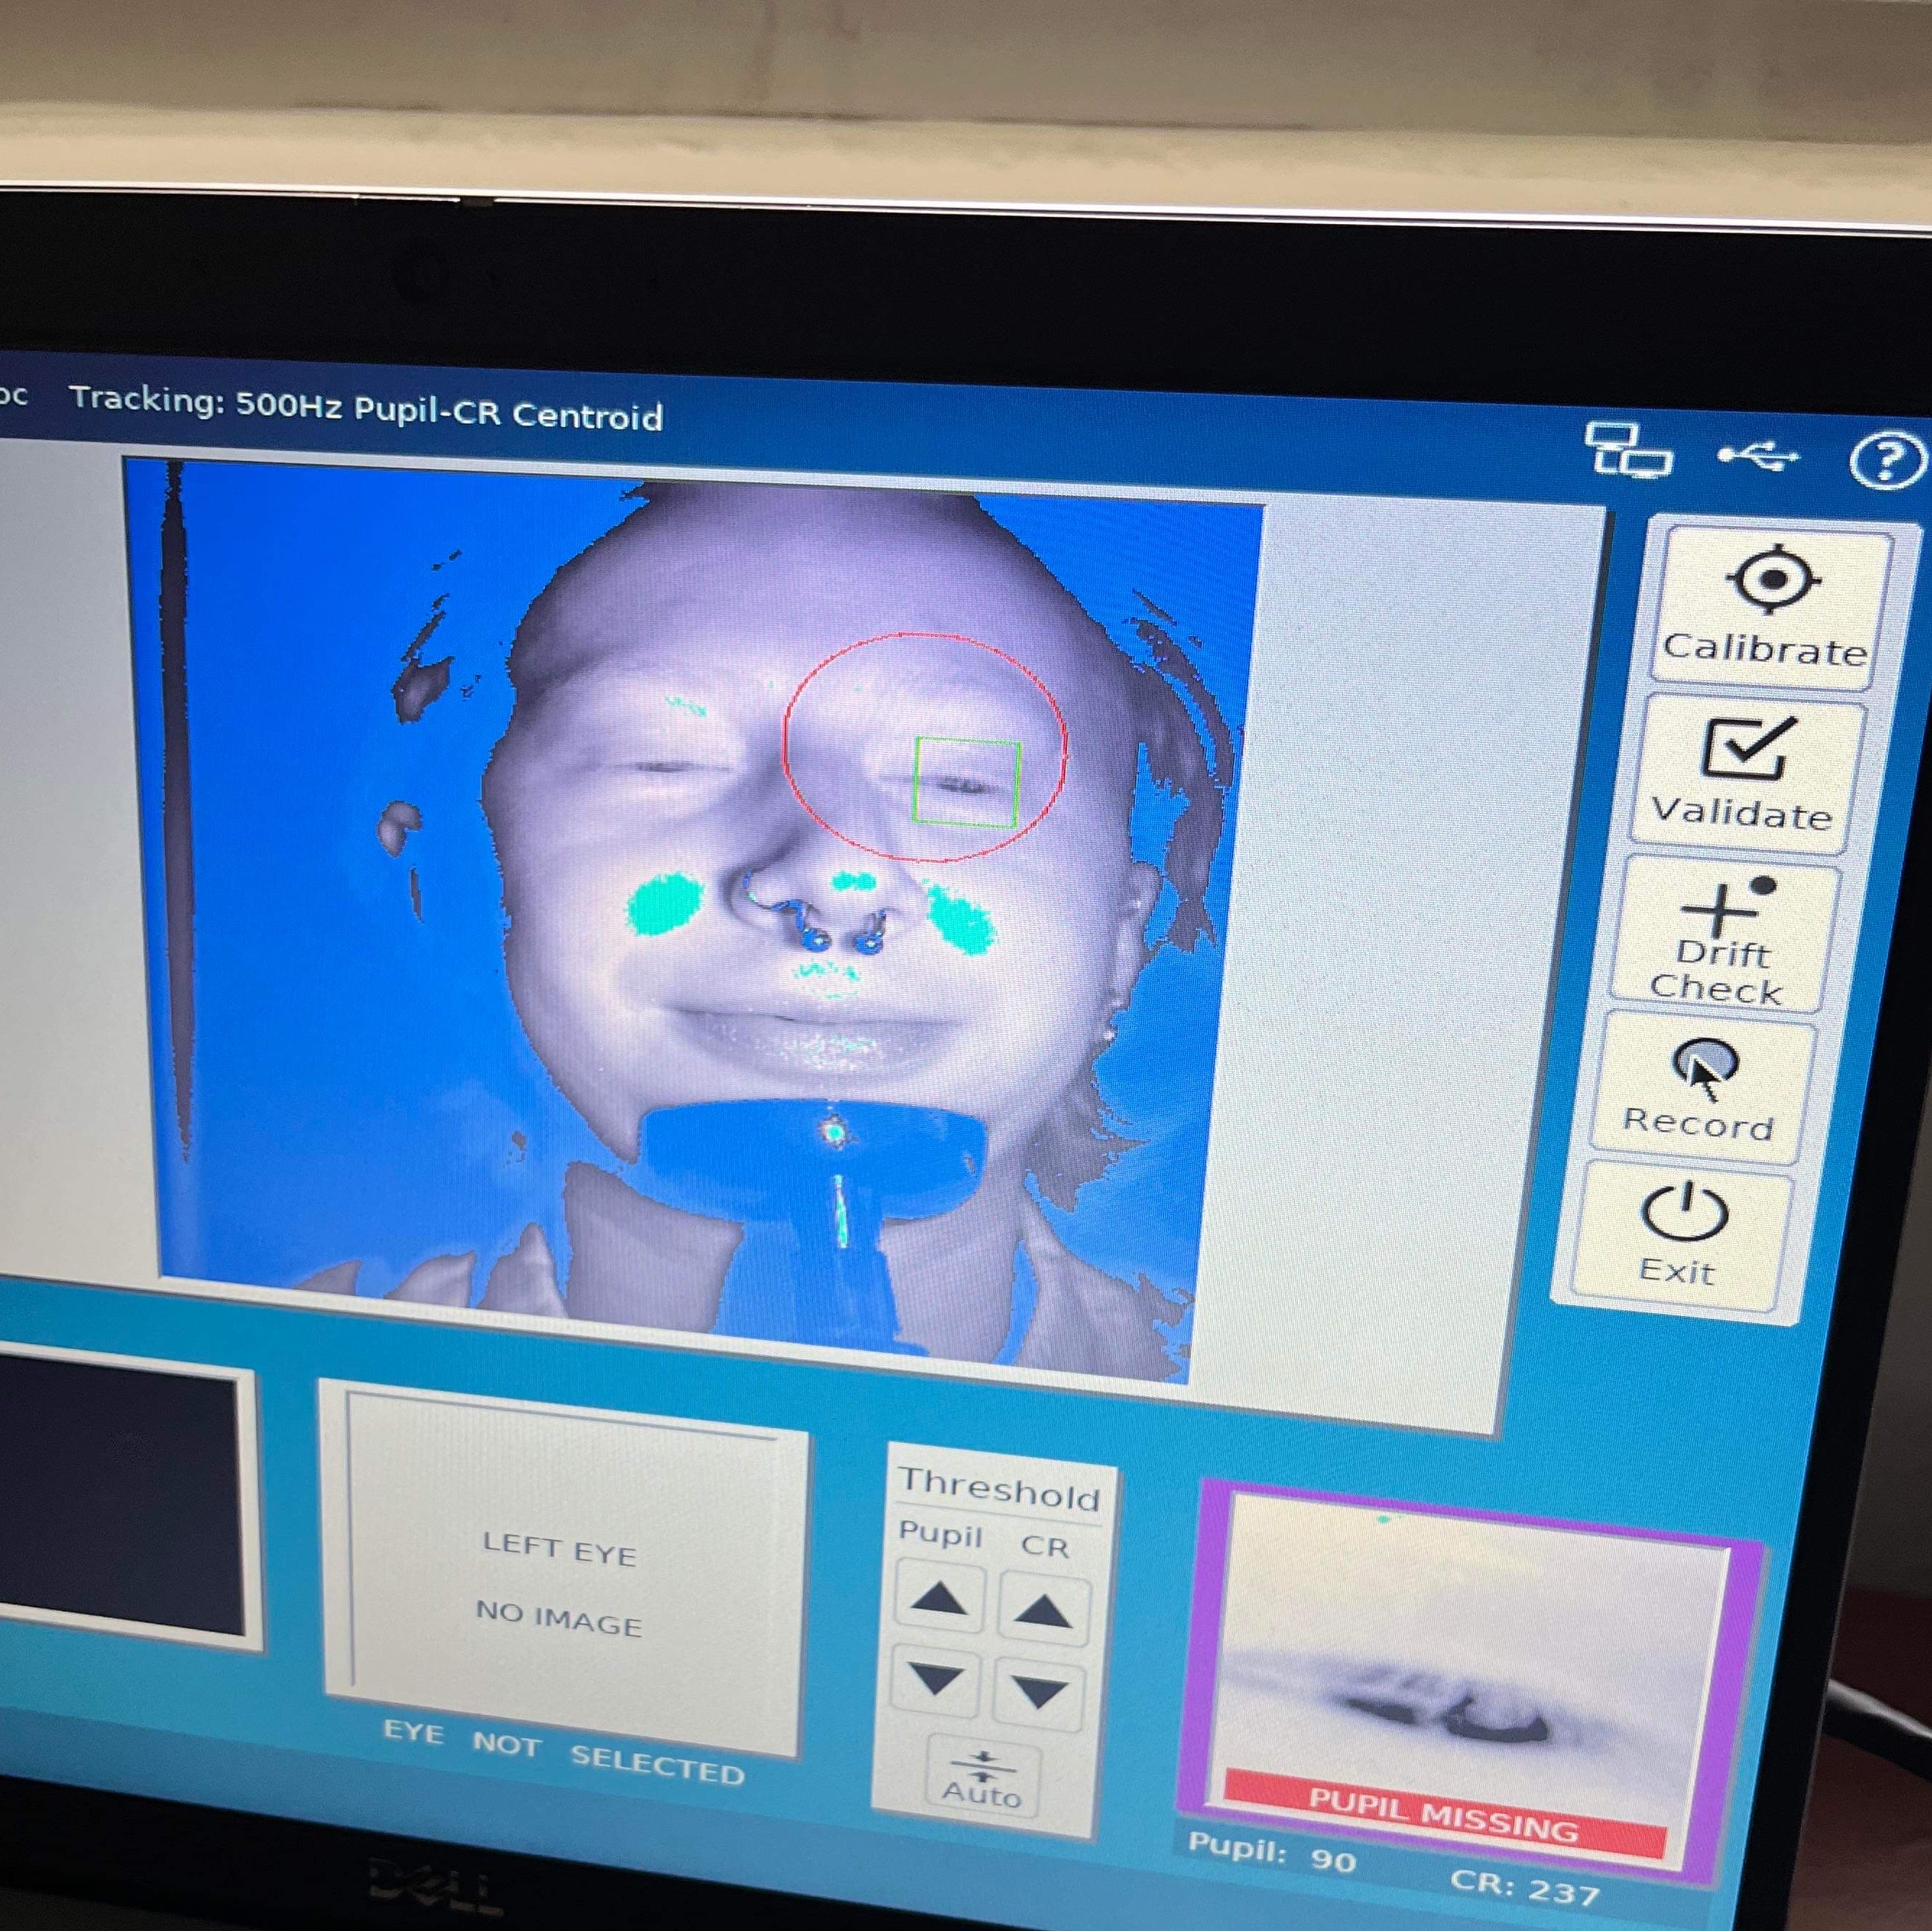 Tracking: 500Hz Pupil-CR Centroid
Calibrate
Validate
Drift
Check
Record
Exit
LEFT EYE
NO IMAGE
EYE NOT SELECTED
Threshold
Pupil CR
Auto
PUPIL MISSING
Pupil: 90 CR: 237
DELL